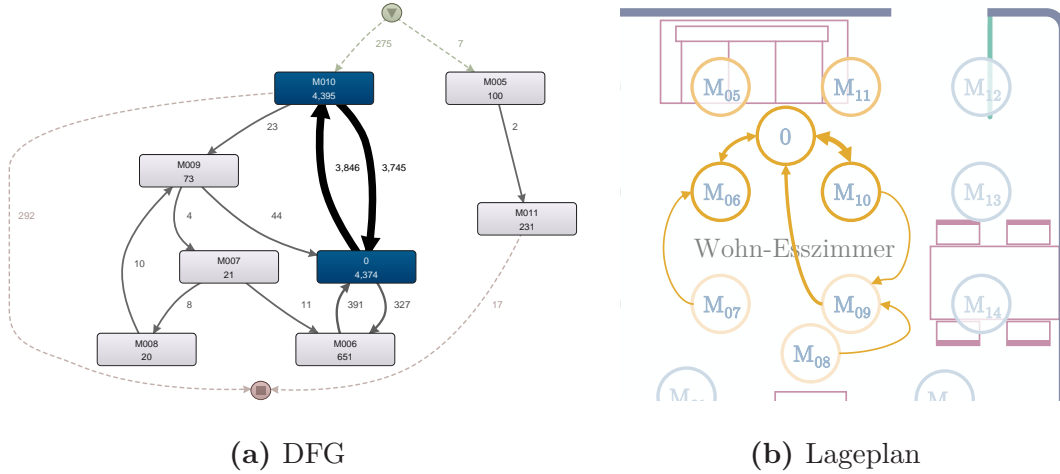 275
7
M010
4,395
M005
100
23
2
M009
73
3,846
3,745
292
4
44
M011
231
M007
21
0
4,374
10
8
11
391
327
17
M008
20
M006
651
M05
M11
M12
0
M06
M10
M13
Wohn-Esszimmer
M07
M09
M14
M08
(a) DFG
(b) Lageplan